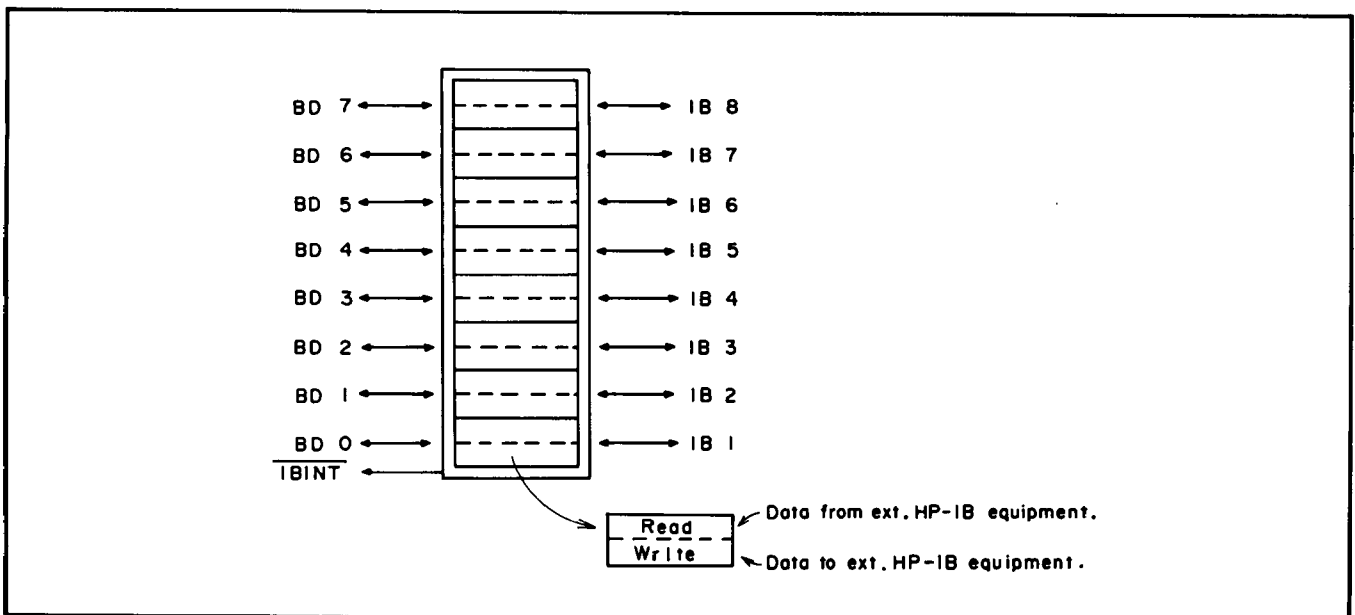 BD 7 IB 8
BD 6 IB 7
BD 5 IB 6
BD 4 IB 5
BD 3 IB 4
BD 2 IB 3
BD 1 IB 2
BD 0 IB 1
IBINT
Read
Write
Data from ext. HP-IB equipment.
Data to ext. HP-IB equipment.